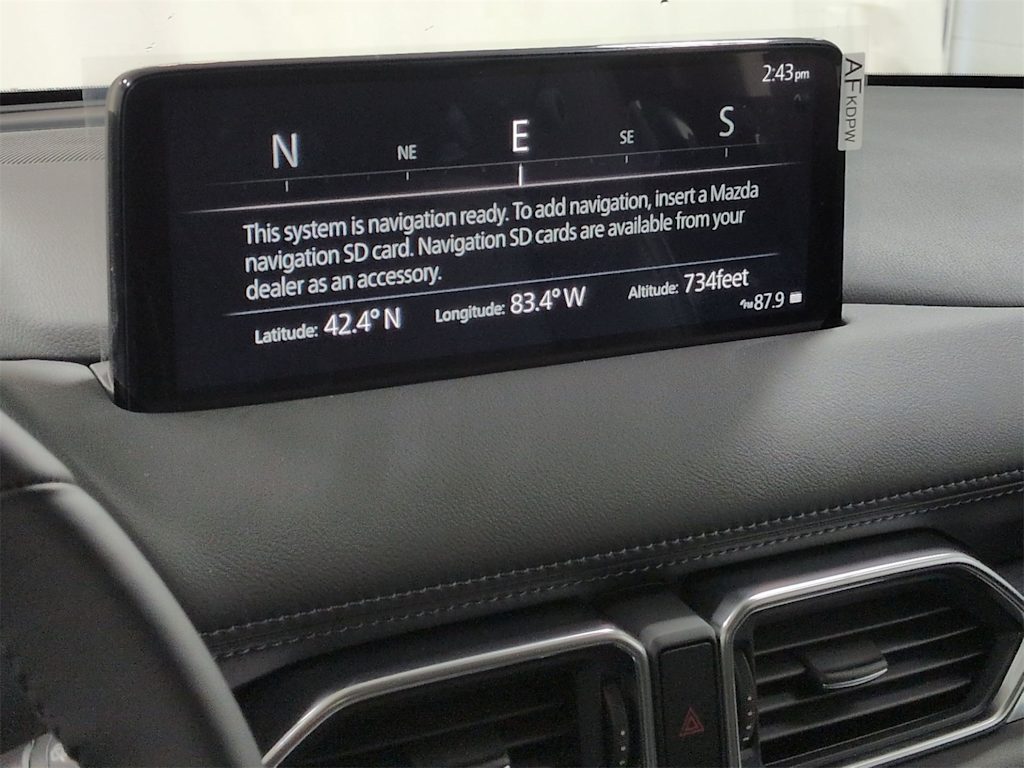 2:43pm
N NE E SE S
This system is navigation ready. To add navigation, insert a Mazda
navigation SD card. Navigation SD cards are available from your
dealer as an accessory.
Latitude: 42.4° N Longitude: 83.4° W Altitude: 734feet
FM 87.9
AF KDPW